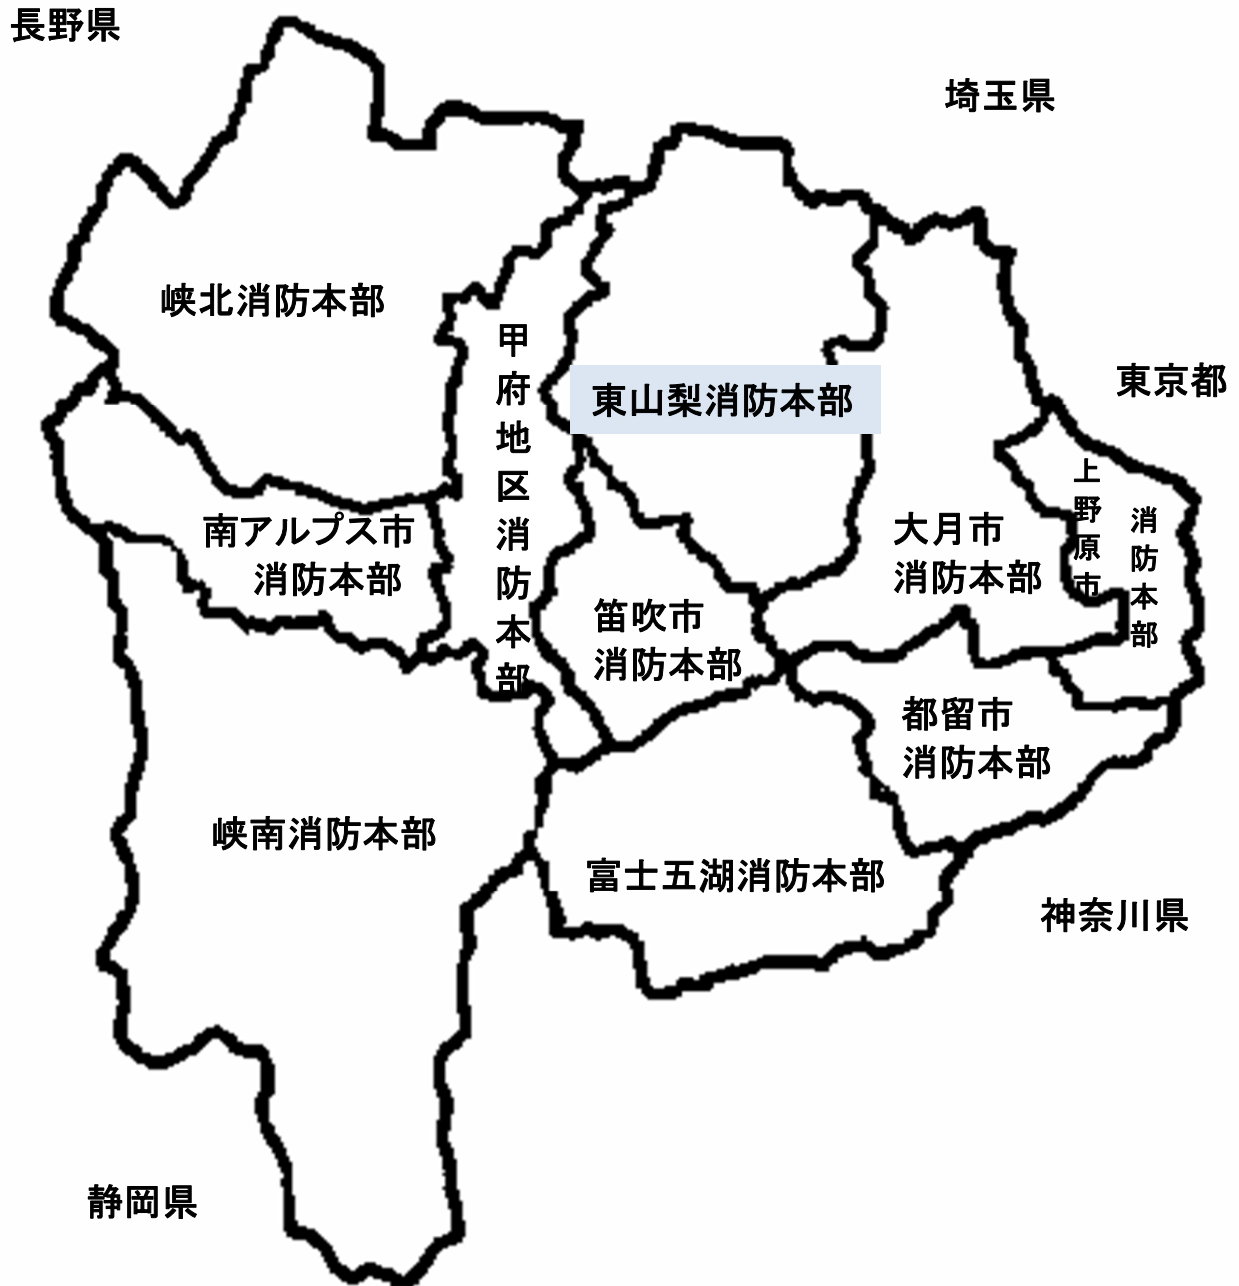 長野県
埼玉県
峡北消防本部
甲府地区消防本部
東京都
東山梨消防本部
上野原市
消防本部
南アルプス市
消防本部
大月市
消防本部
笛吹市
消防本部
都留市
消防本部
峡南消防本部
富士五湖消防本部
神奈川県
静岡県